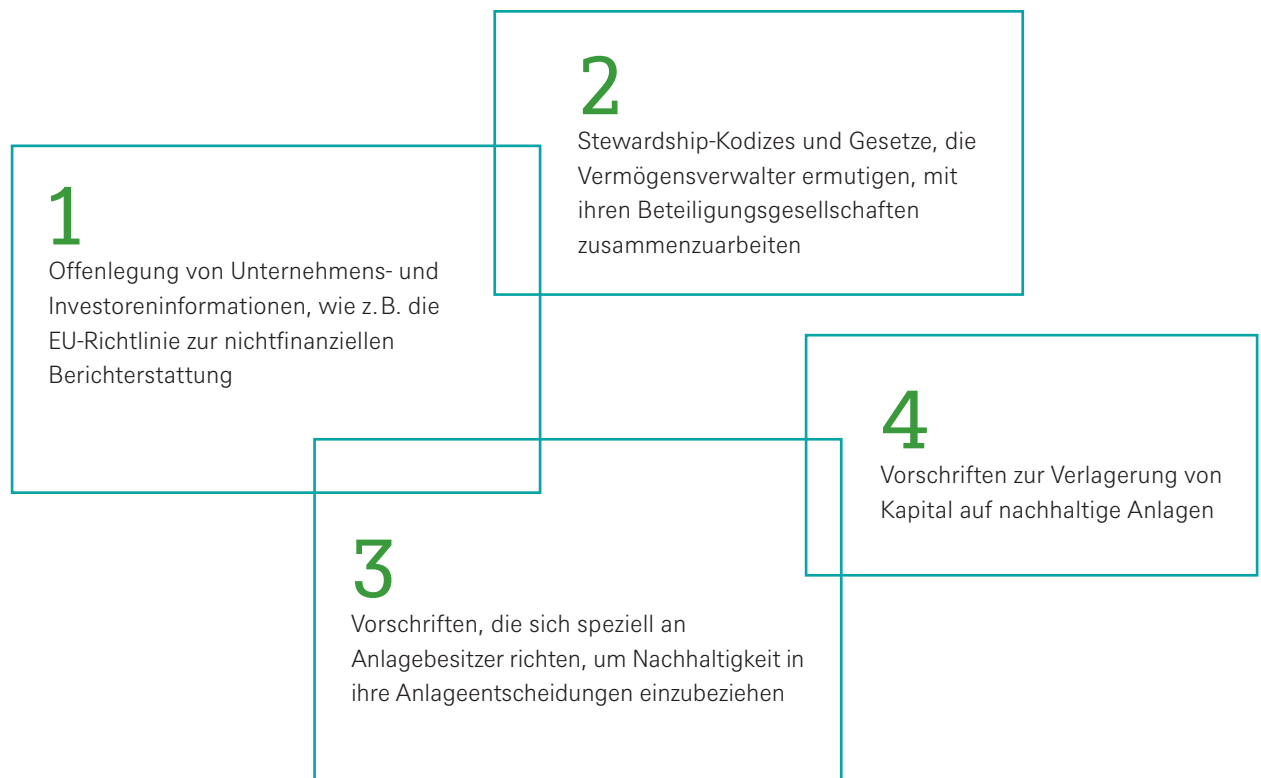 1
Offenlegung von Unternehmens- und
Investoreninformationen, wie z. B. die
EU-Richtlinie zur nichtfinanziellen
Berichterstattung
2
Stewardship-Kodizes und Gesetze, die
Vermögensverwalter ermutigen, mit
ihren Beteiligungsgesellschaften
zusammenzuarbeiten
3
Vorschriften, die sich speziell an
Anlagebesitzer richten, um Nachhaltigkeit in
ihre Anlageentscheidungen einzubeziehen
4
Vorschriften zur Verlagerung von
Kapital auf nachhaltige Anlagen